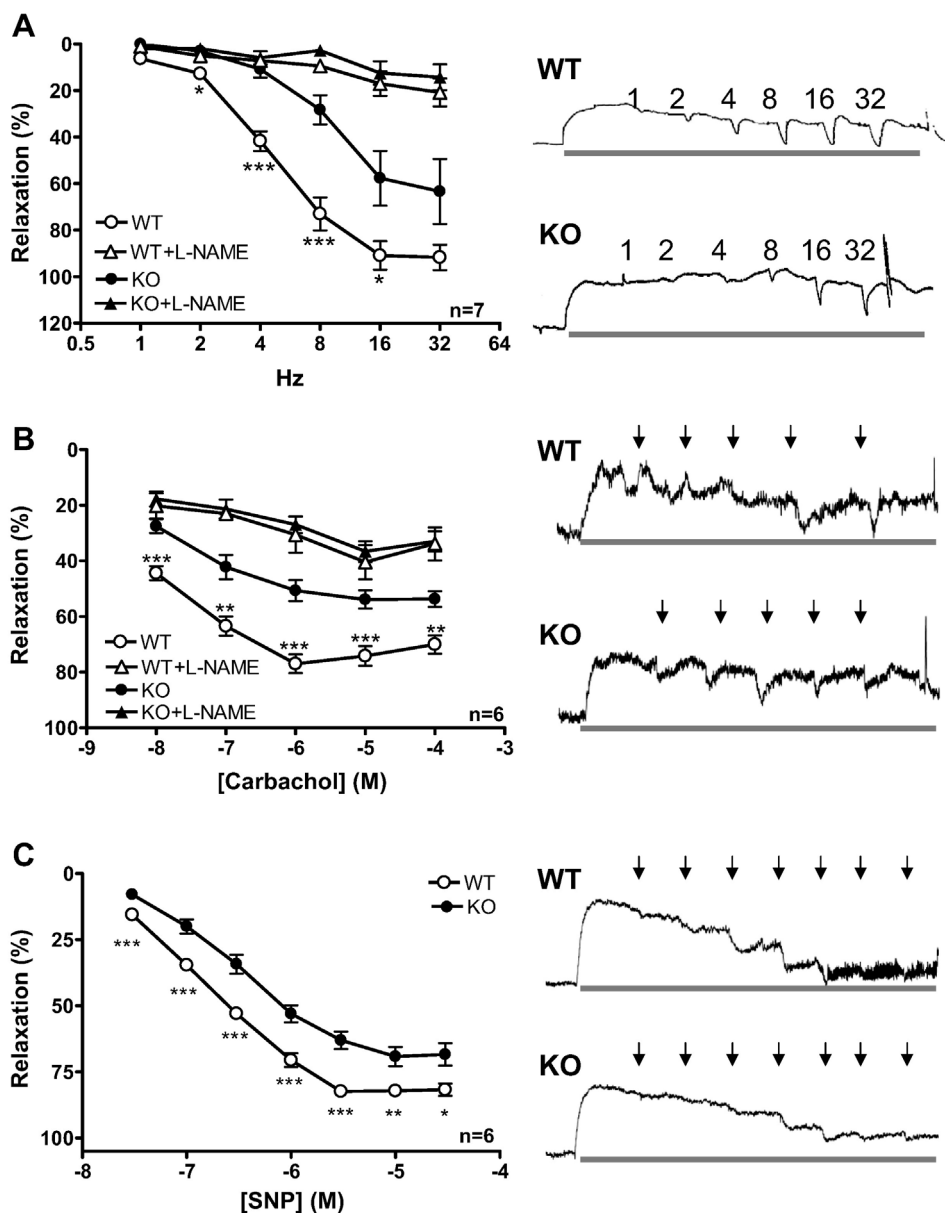 A
0
20
40
60
80
100
120
Relaxation (%)
*
***
***
*
WT
WT+L-NAME
KO
KO+L-NAME
n=7
0.5 1 2 4 8 16 32 64
Hz
WT
1 2 4 8 16 32
KO
1 2 4 8 16 32
B
0
20
40
60
80
100
Relaxation (%)
***
**
***
***
**
WT
WT+L-NAME
KO
KO+L-NAME
n=6
-9 -8 -7 -6 -5 -4 -3
[Carbachol] (M)
WT
KO
C
0
25
50
75
100
Relaxation (%)
WT
KO
***
***
***
***
***
**
*
n=6
-8 -7 -6 -5 -4
[SNP] (M)
WT
KO